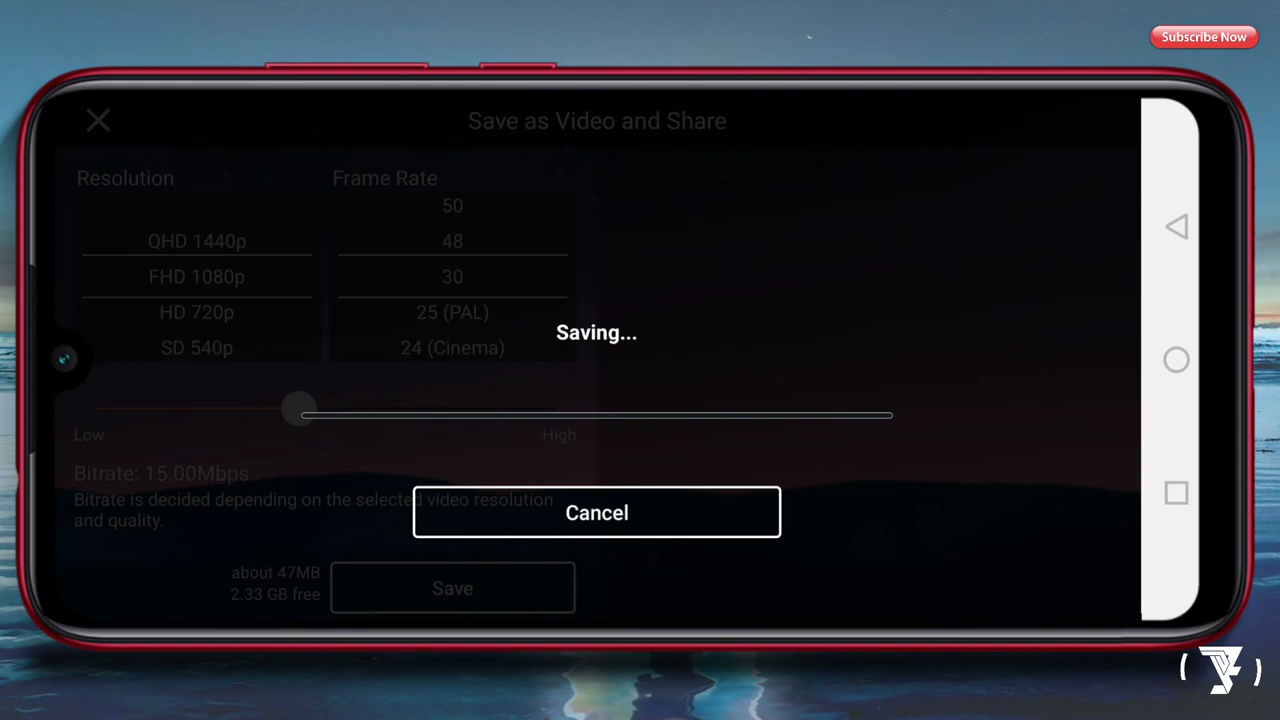 Subscribe Now
Save as Video and Share
Resolution
Frame Rate
50
QHD 1440p
48
FHD 1080p
30
HD 720p
25 (PAL)
SD 540p
24 (Cinema)
Saving...
Low
High
Bitrate: 15.00Mbps
Bitrate is decided depending on the selected video resolution
and quality.
Cancel
about 47MB
2.33 GB free
Save